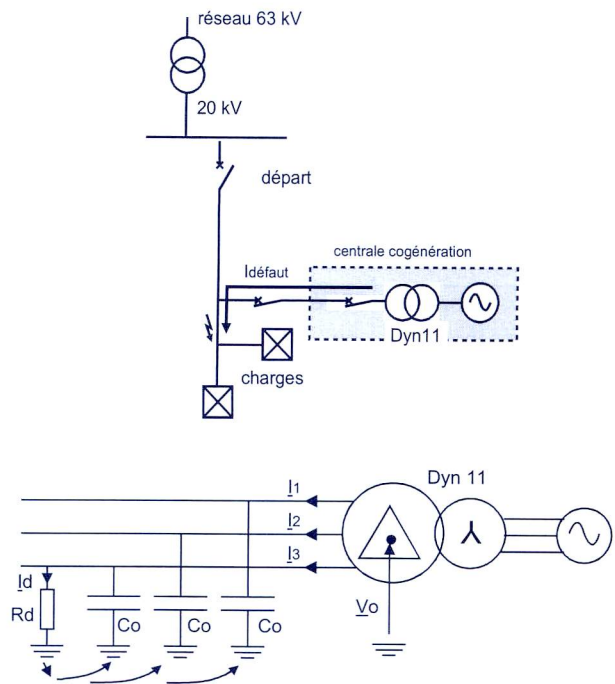 réseau 63 kV
20 kV
départ
centrale cogénération
Idéfaut
Dyn11
charges
Dyn 11
I1
I2
I3
Id
Rd
Co
Co
Co
Vo